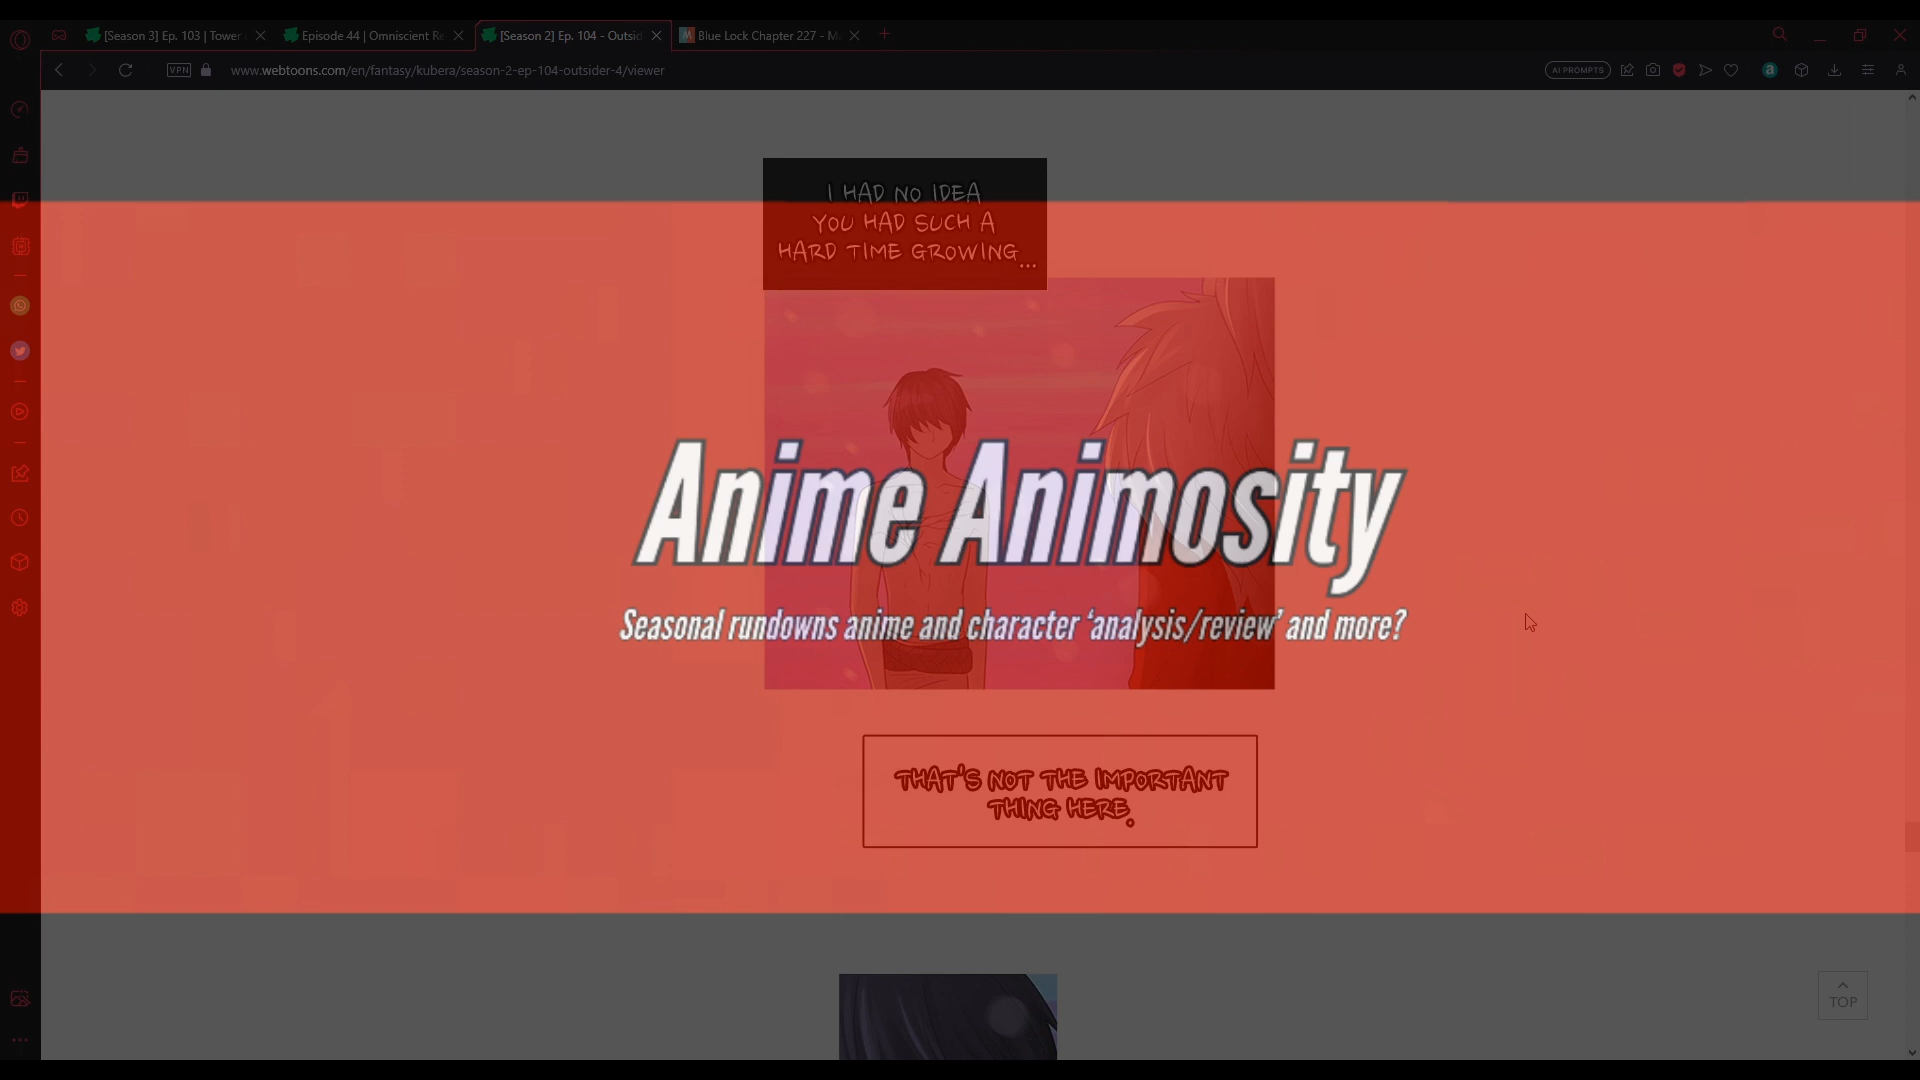 [Season 3] Ep. 103 | Tower
Episode 44 | Omniscient Re
[Season 2] Ep. 104 - Outsid
Blue Lock Chapter 227 - M
VPN
www.webtoons.com/en/fantasy/kubera/season-2-ep-104-outsider-4/viewer
AI PROMPTS
I HAD NO IDEA
YOU HAD SUCH A
HARD TIME GROWING...
Anime Animosity
Seasonal rundowns anime and character ‘analysis/review’ and more?
THAT'S NOT THE IMPORTANT
THING HERE.
TOP